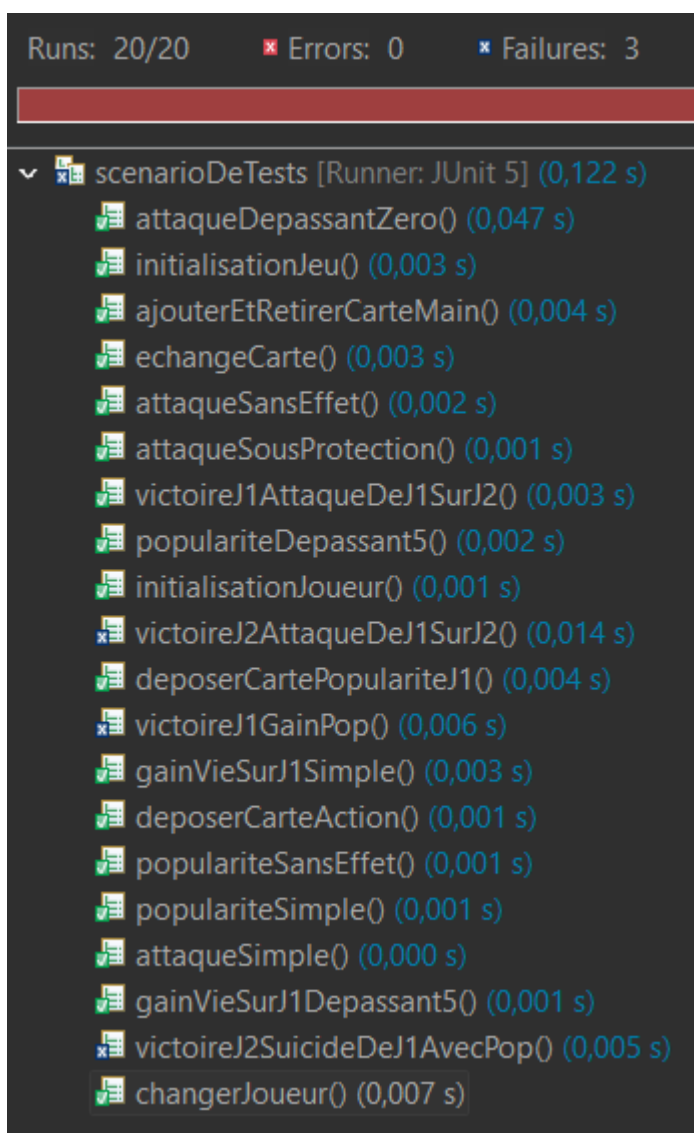 Runs: 20/20 Errors: 0 Failures: 3
scenarioDeTests [Runner: JUnit 5] (0,122 s)
attaqueDepassantZero() (0,047 s)
initialisationJeu() (0,003 s)
ajouterEtRetirerCarteMain() (0,004 s)
echangeCarte() (0,003 s)
attaqueSansEffet() (0,002 s)
attaqueSousProtection() (0,001 s)
victoireJ1AttaqueDeJ1SurJ2() (0,003 s)
populariteDepassant5() (0,002 s)
initialisationJoueur() (0,001 s)
victoireJ2AttaqueDeJ1SurJ2() (0,014 s)
deposerCartePopulariteJ1() (0,004 s)
victoireJ1GainPop() (0,006 s)
gainVieSurJ1Simple() (0,003 s)
deposerCarteAction() (0,001 s)
populariteSansEffet() (0,001 s)
populariteSimple() (0,001 s)
attaqueSimple() (0,000 s)
gainVieSurJ1Depassant5() (0,001 s)
victoireJ2SuicideDeJ1AvecPop() (0,005 s)
changerJoueur() (0,007 s)